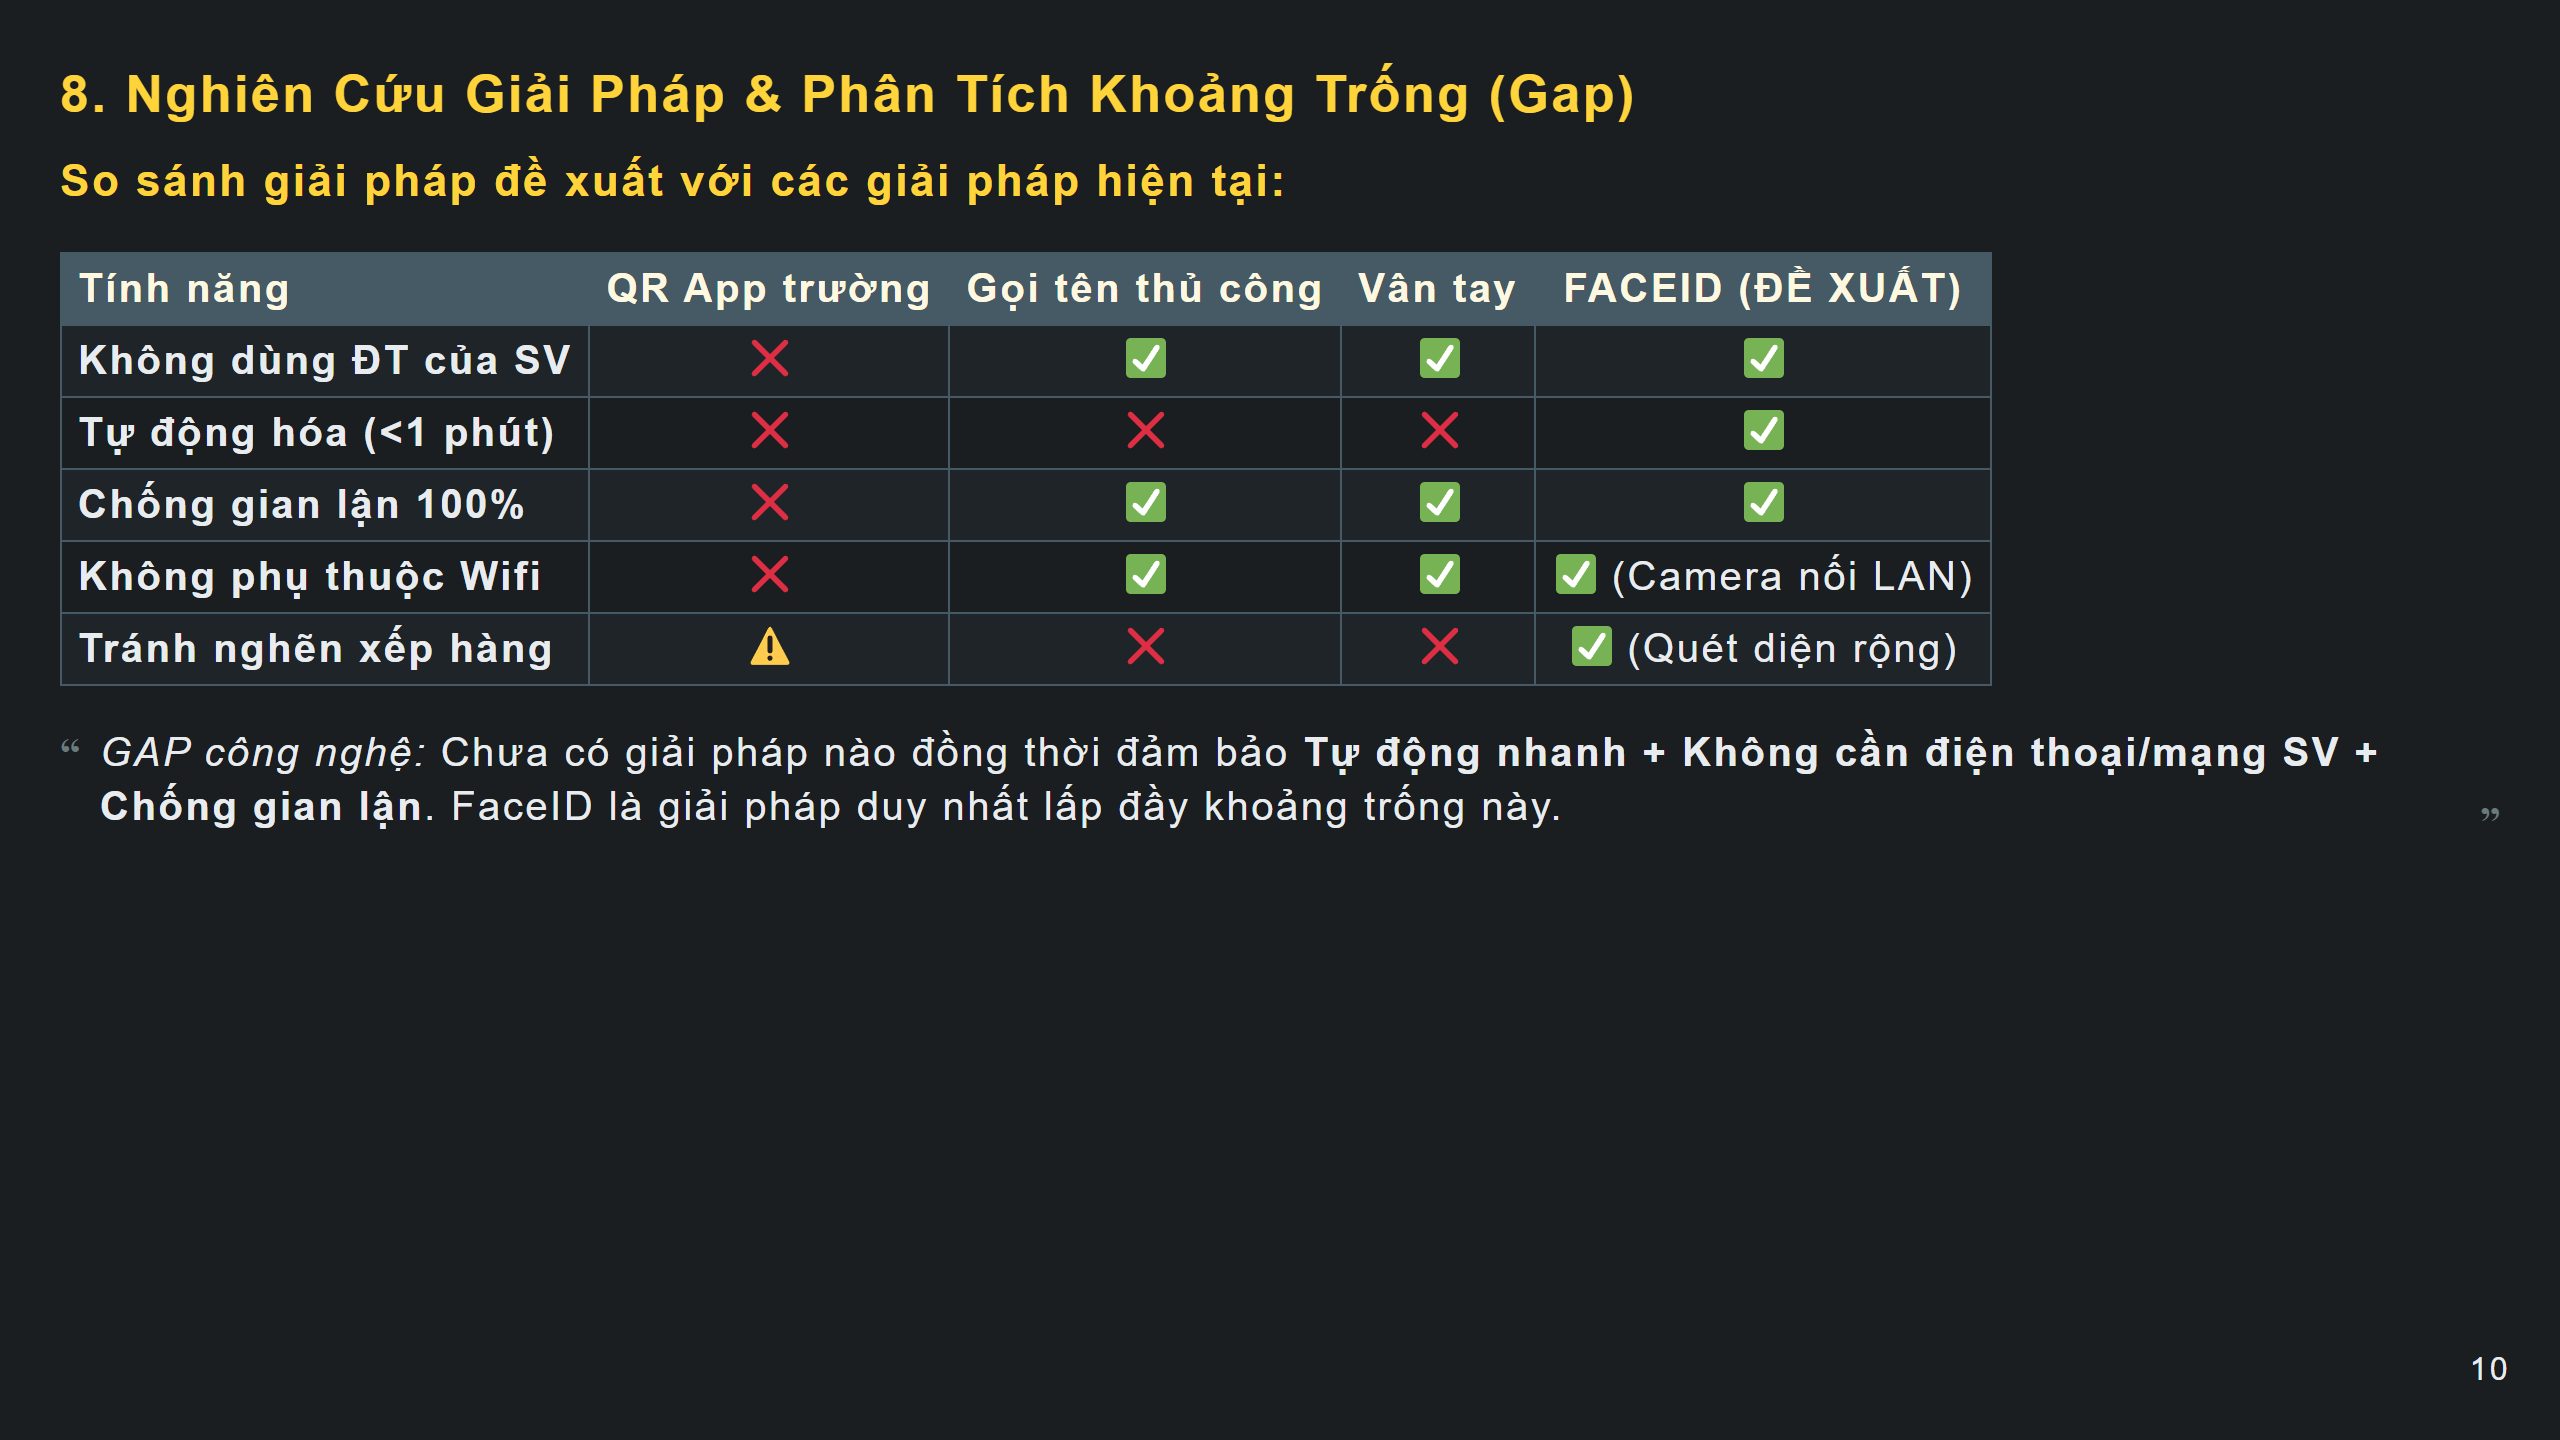 8. Nghiên Cứu Giải Pháp & Phân Tích Khoảng Trống (Gap)
So sánh giải pháp đề xuất với các giải pháp hiện tại:
Tính năng QR App trường Gọi tên thủ công Vân tay FACEID (ĐỀ XUẤT)
Không dùng ĐT của SV ❌ ✅ ✅ ✅
Tự động hóa (<1 phút) ❌ ❌ ❌ ✅
Chống gian lận 100% ❌ ✅ ✅ ✅
Không phụ thuộc Wifi ❌ ✅ ✅ ✅ (Camera nối LAN)
Tránh nghẽn xếp hàng ⚠️ ❌ ❌ ✅ (Quét diện rộng)
“ GAP công nghệ: Chưa có giải pháp nào đồng thời đảm bảo Tự động nhanh + Không cần điện thoại/mạng SV +
Chống gian lận. FaceID là giải pháp duy nhất lấp đầy khoảng trống này. ”
10